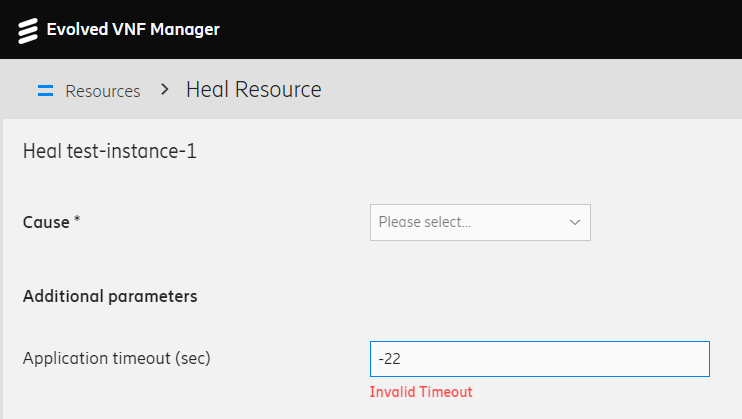 Evolved VNF Manager
Resources > Heal Resource
Heal test-instance-1
Cause * Please select...
Additional parameters
Application timeout (sec) -22
Invalid Timeout